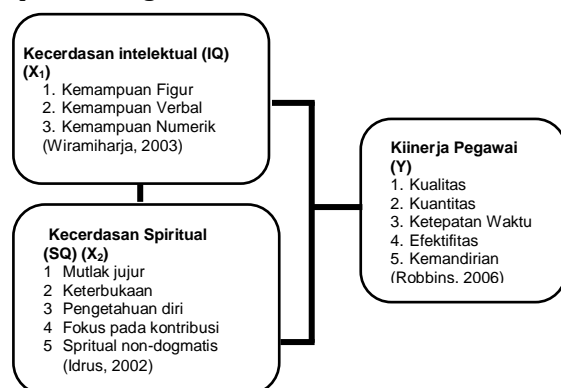 Kecerdasan intelektual (IQ)
(X₁)
1. Kemampuan Figur
2. Kemampuan Verbal
3. Kemampuan Numerik
(Wiramiharja, 2003)
Kecerdasan Spiritual
(SQ) (X₂)
1 Mutlak jujur
2 Keterbukaan
3 Pengetahuan diri
4 Fokus pada kontribusi
5 Spritual non-dogmatis
(Idrus, 2002)
Kiinerja Pegawai
(Y)
1. Kualitas
2. Kuantitas
3. Ketepatan Waktu
4. Efektifitas
5. Kemandirian
(Robbins. 2006)